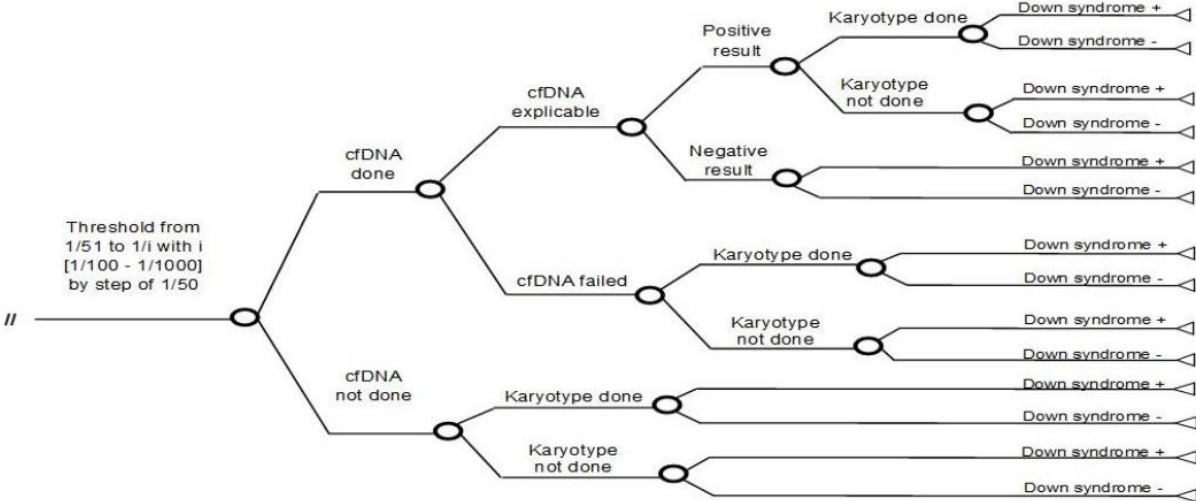 Karyotype done
Down syndrome +
Down syndrome -
Positive
result
Karyotype
not done
Down syndrome +
Down syndrome -
cfDNA
explicable
Negative
result
Down syndrome +
Down syndrome -
cfDNA
done
Threshold from
1/51 to 1/i with i
[1/100 - 1/1000]
by step of 1/50
//
cfDNA failed
Karyotype done
Down syndrome +
Down syndrome -
Karyotype
not done
Down syndrome +
Down syndrome -
cfDNA
not done
Karyotype done
Down syndrome +
Down syndrome -
Karyotype
not done
Down syndrome +
Down syndrome -